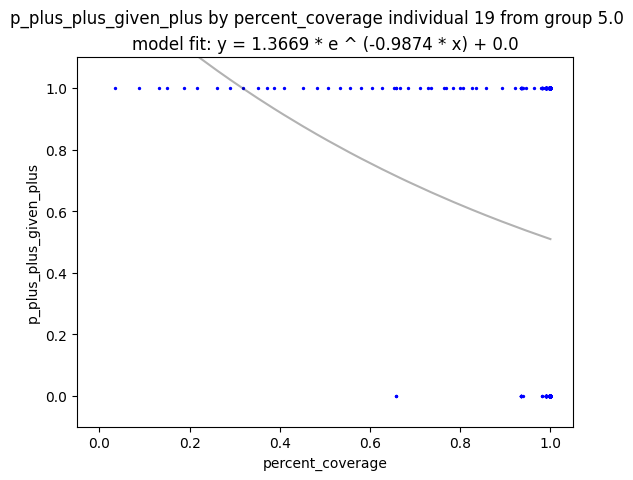 p_plus_plus_given_plus by percent_coverage individual 19 from group 5.0
model fit: y = 1.3669 * e ^ (-0.9874 * x) + 0.0
1.0
0.8
0.6
0.4
0.2
0.0
p_plus_plus_given_plus
0.0 0.2 0.4 0.6 0.8 1.0
percent_coverage